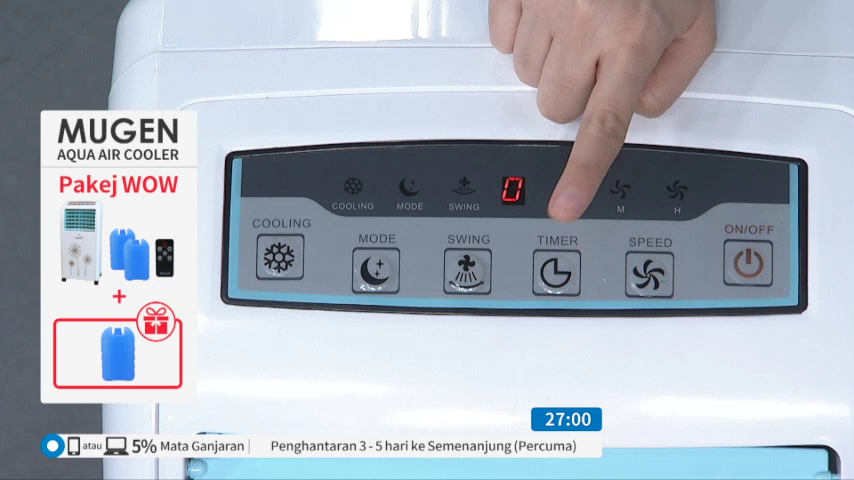 MUGEN
AQUA AIR COOLER
Pakej WOW
+
COOLING
MODE
SWING
0
M
H
COOLING
MODE
SWING
TIMER
SPEED
ON/OFF
27:00
atau 5% Mata Ganjaran | Penghantaran 3 - 5 hari ke Semenanjung (Percuma)